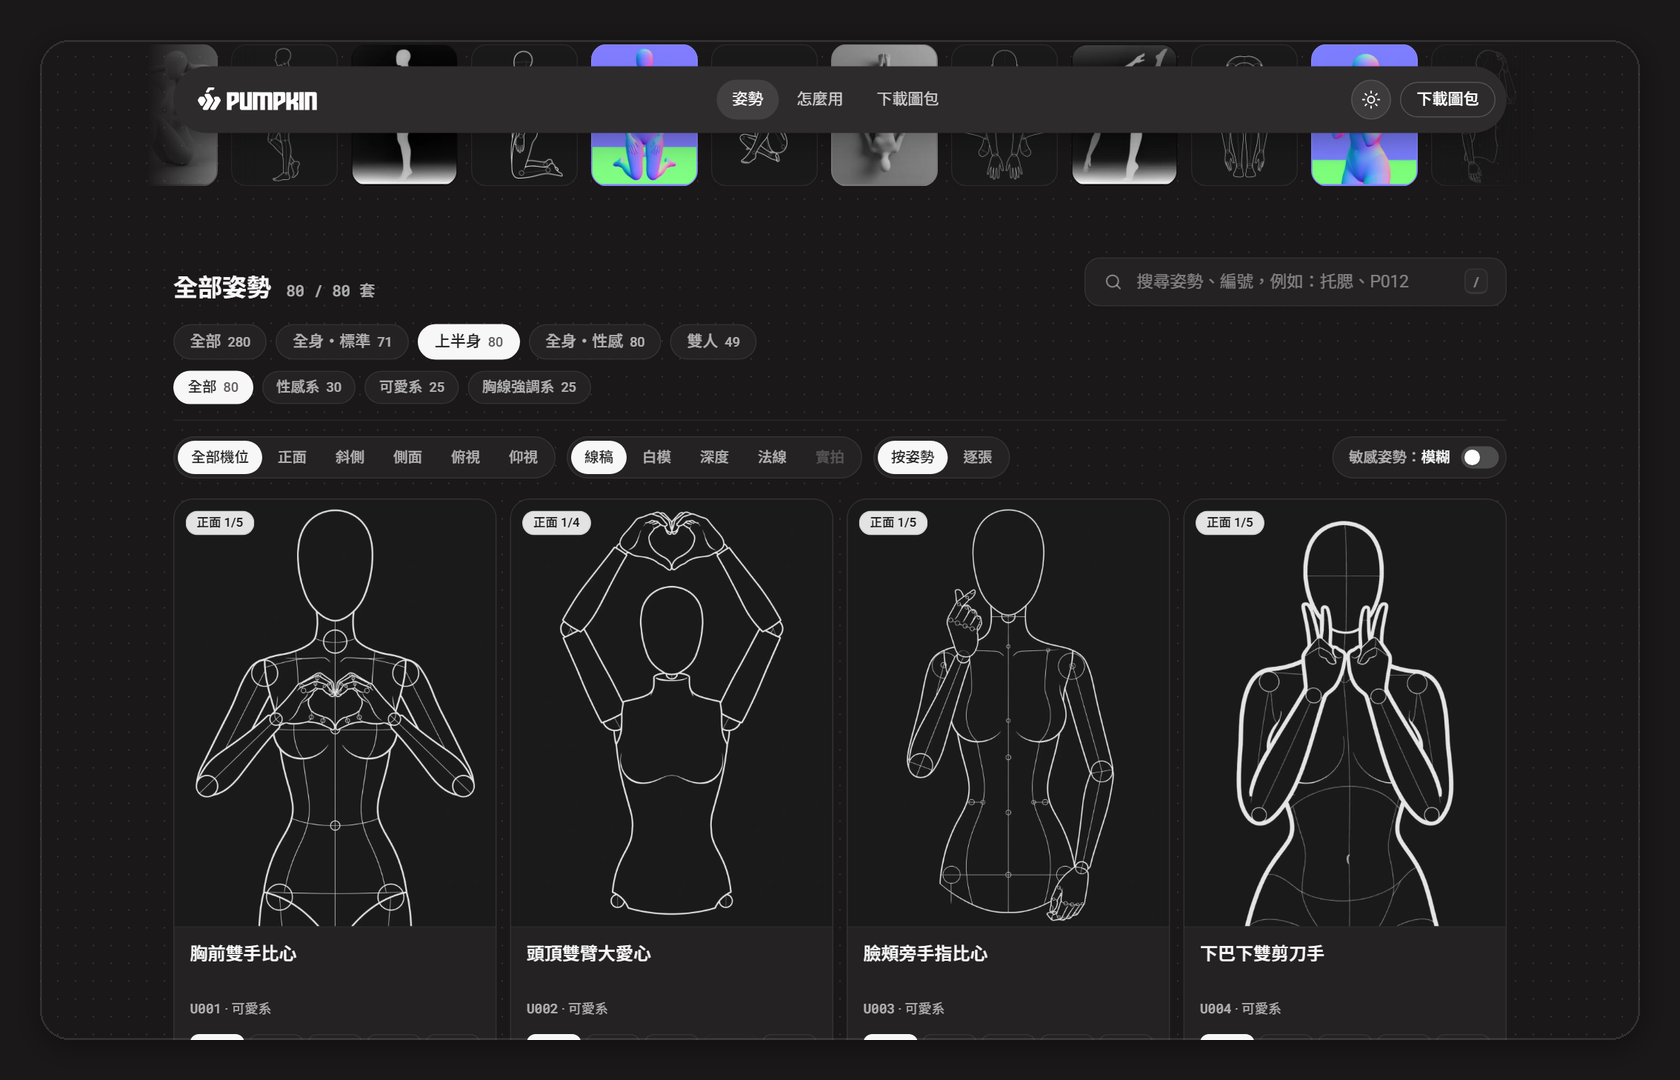 PUMPKIN
姿勢
怎麼用
下載圖包
下載圖包
全部姿勢 80 / 80 套
搜尋姿勢、編號，例如：托腮、P012
/
全部 280
全身・標準 71
上半身 80
全身・性感 80
雙人 49
全部 80
性感系 30
可愛系 25
胸線強調系 25
全部機位
正面
斜側
側面
俯視
仰視
線稿
白模
深度
法線
實拍
按姿勢
逐張
敏感姿勢：模糊
正面 1/5
正面 1/4
正面 1/5
正面 1/5
胸前雙手比心
U001 · 可愛系
頭頂雙臂大愛心
U002 · 可愛系
臉頰旁手指比心
U003 · 可愛系
下巴下雙剪刀手
U004 · 可愛系